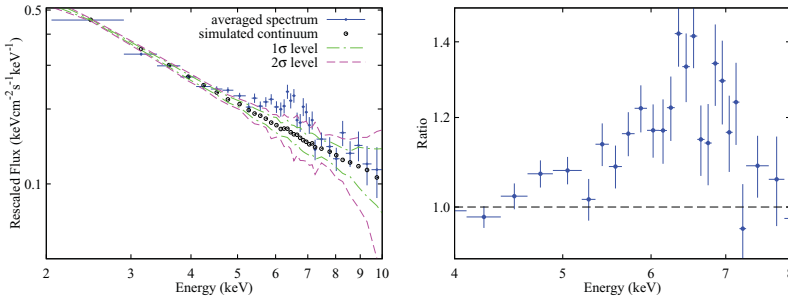 0.5
averaged spectrum
simulated continuum
1σ level
2σ level
Rescaled Flux (keVcm⁻² s⁻¹keV⁻¹)
0.1
2 3 4 5 6 7 8 9 10
Energy (keV)
1.4
1.2
1.0
Ratio
4 5 6 7 8
Energy (keV)